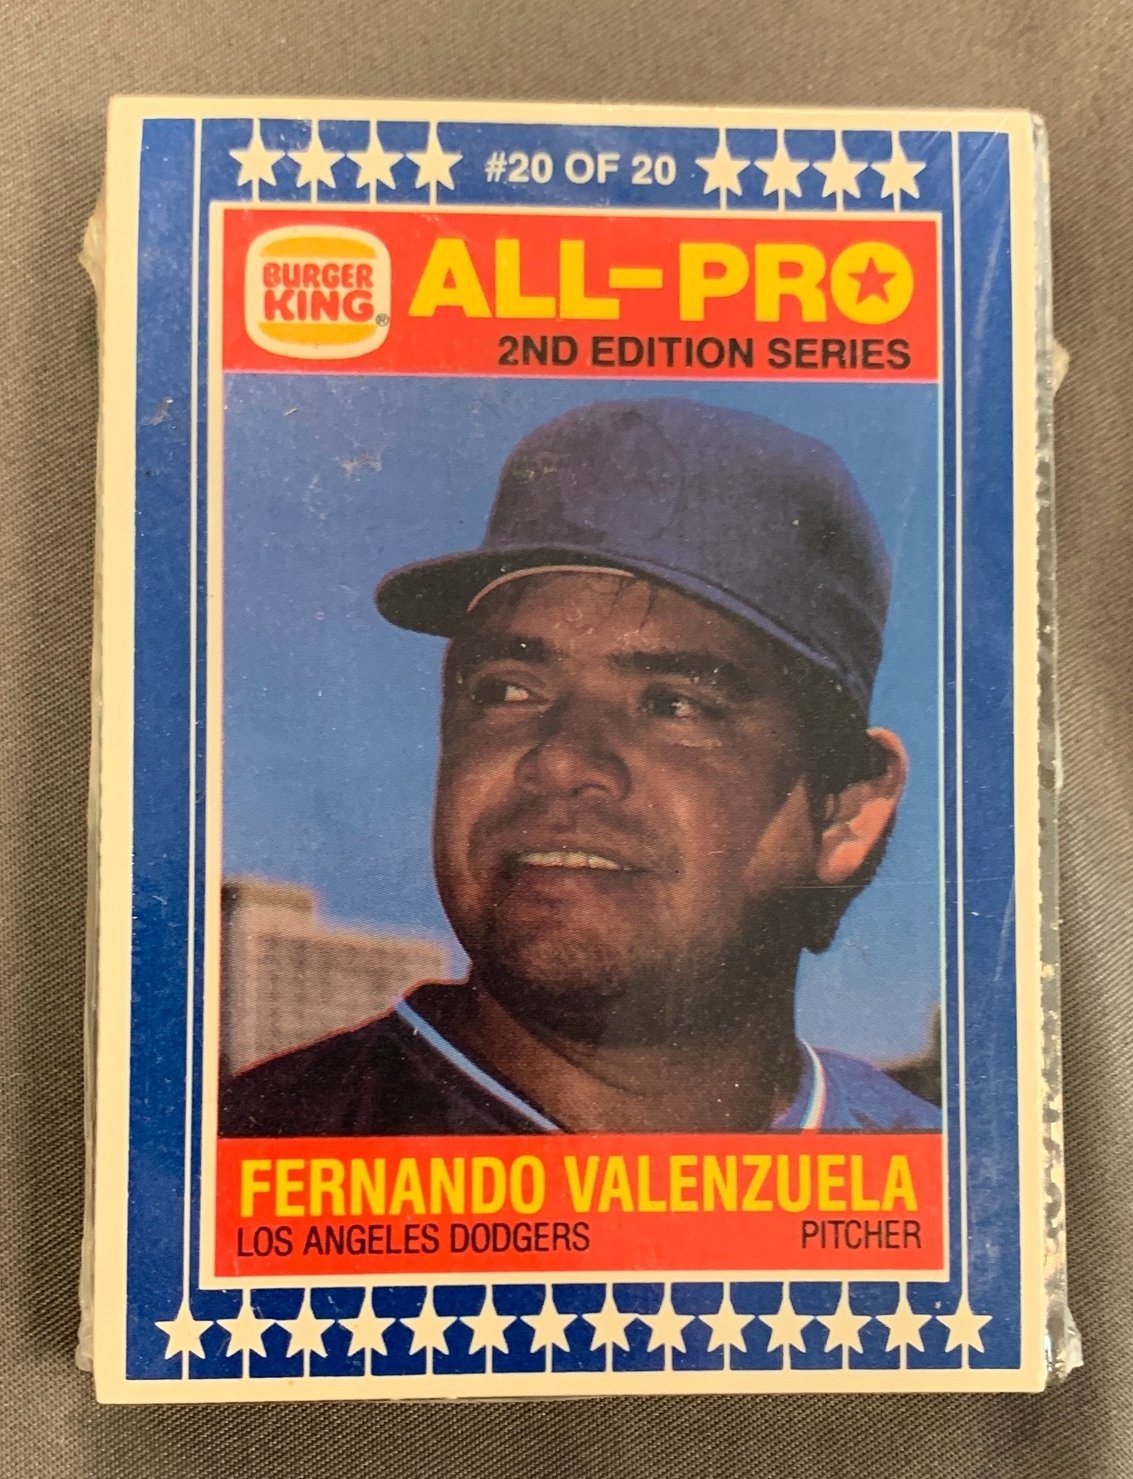 #20 OF 20
BURGER
KING®
ALL-PRO
2ND EDITION SERIES
FERNANDO VALENZUELA
LOS ANGELES DODGERS PITCHER